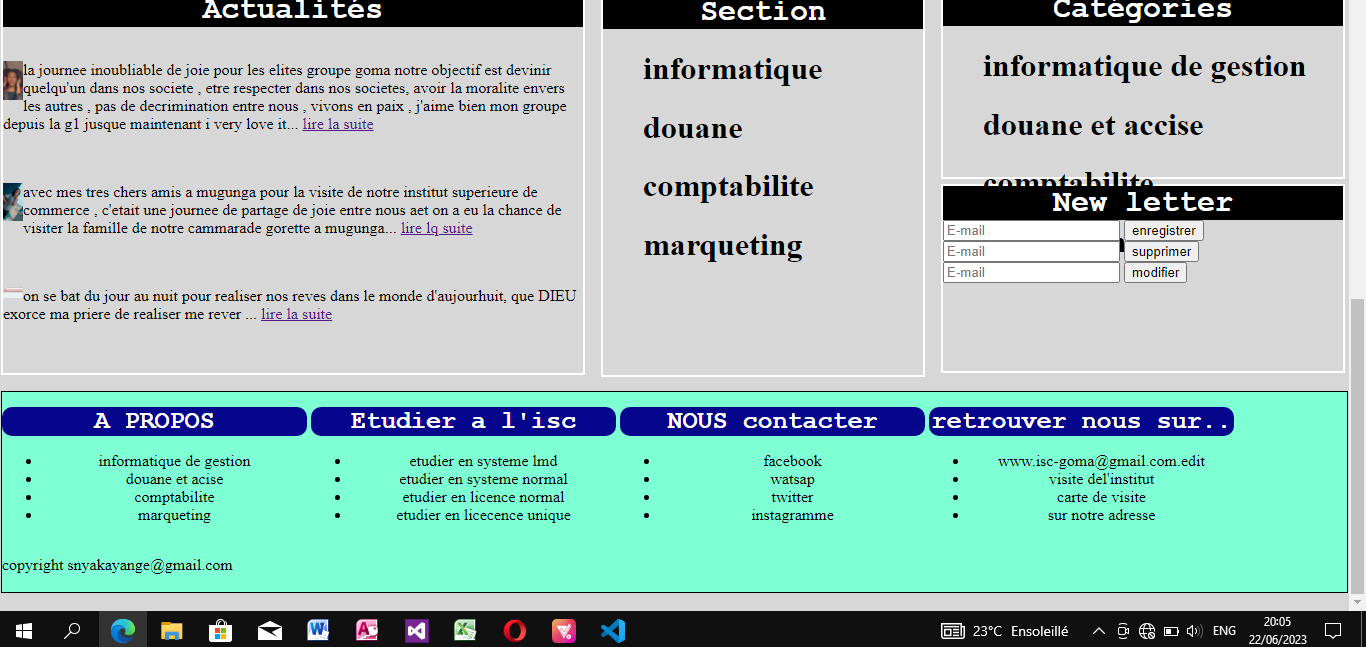 Actualités
la journee inoubliable de joie pour les elites groupe goma notre objectif est devinir
quelqu'un dans nos societe , etre respecter dans nos societes, avoir la moralite envers
les autres , pas de decrimination entre nous , vivons en paix , j'aime bien mon groupe
depuis la g1 jusque maintenant i very love it... lire la suite
avec mes tres chers amis a mugunga pour la visite de notre institut superieure de
commerce , c'etait une journee de partage de joie entre nous aet on a eu la chance de
visiter la famille de notre cammarade gorette a mugunga... lire lq suite
on se bat du jour au nuit pour realiser nos reves dans le monde d'aujourhuit, que DIEU
exorce ma priere de realiser me rever ... lire la suite
Section
informatique
douane
comptabilite
marqueting
Catégories
informatique de gestion
douane et accise
comptabilite
New letter
E-mail enregistrer
E-mail supprimer
E-mail modifier
A PROPOS
informatique de gestion
douane et acise
comptabilite
marqueting
Etudier a l'isc
etudier en systeme lmd
etudier en systeme normal
etudier en licence normal
etudier en licecence unique
NOUS contacter
facebook
watsap
twitter
instagramme
retrouver nous sur..
www.isc-goma@gmail.com.edit
visite del'institut
carte de visite
sur notre adresse
copyright snyakayange@gmail.com
23°C Ensoleillé
ENG
20:05
22/06/2023